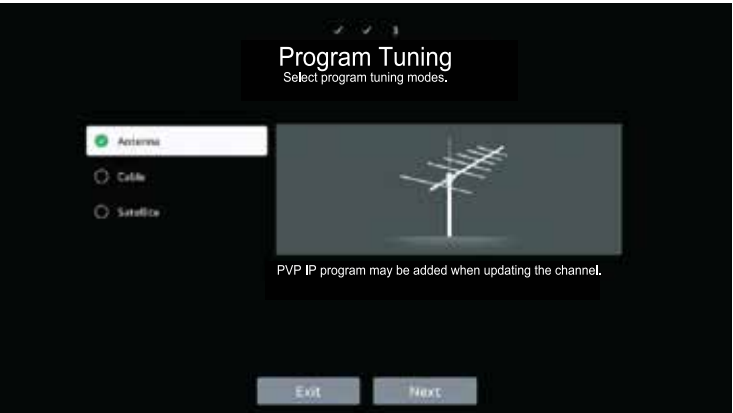 3
Program Tuning
Select program tuning modes.
Antenna
Cable
Satellite
PVP IP program may be added when updating the channel.
Exit
Next